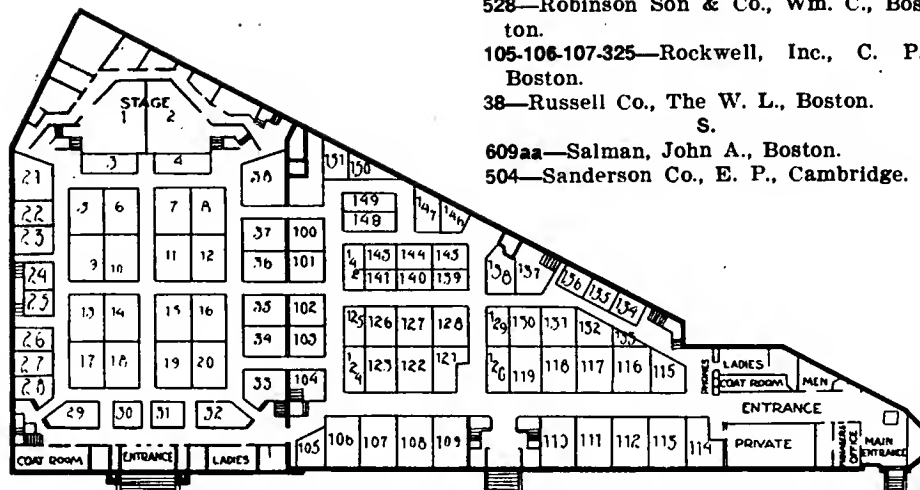 528—Robinson Son & Co., Wm. C., Bos-
ton.
105-106-107-325—Rockwell, Inc., C. P.
Boston.
38—Russell Co., The W. L., Boston.
S.
609aa—Salman, John A., Boston.
504—Sanderson Co., E. P., Cambridge.
STAGE
1 2
3 4
21
22
23
24
25
26
27
28
5 6 7 8
9 10 11 12
13 14 15 16
17 18 19 20
29 30 31 32
38
37 100
36 101
35 102
34 103
33 104
151 150
149
148
147 146
142 143 144 145
141 140 139
138 137
136 135 134
125 126 127 128
124 123 122 121
129 130 131 132 133
120 119 118 117 116 115
105 106 107 108 109
110 111 112 113 114
PHONES
LADIES
COAT ROOM
MEN
ENTRANCE
PRIVATE
OFFICE
MAIN
ENTRANCE
COAT ROOM ENTRANCE LADIES